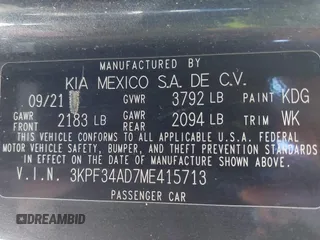 MANUFACTURED BY
KIA MEXICO S.A. DE C.V.
09/21 GVWR 3792 LB PAINT KDG
GAWR FRONT 2183 LB GAWR REAR 2094 LB TRIM WK
THIS VEHICLE CONFORMS TO ALL APPLICABLE U.S.A. FEDERAL
MOTOR VEHICLE SAFETY, BUMPER, AND THEFT PREVENTION
STANDARDS IN EFFECT ON THE DATE OF MANUFACTURE SHOWN ABOVE.
V.I.N. 3KPF34AD7ME415713
PASSENGER CAR
DREAMBID